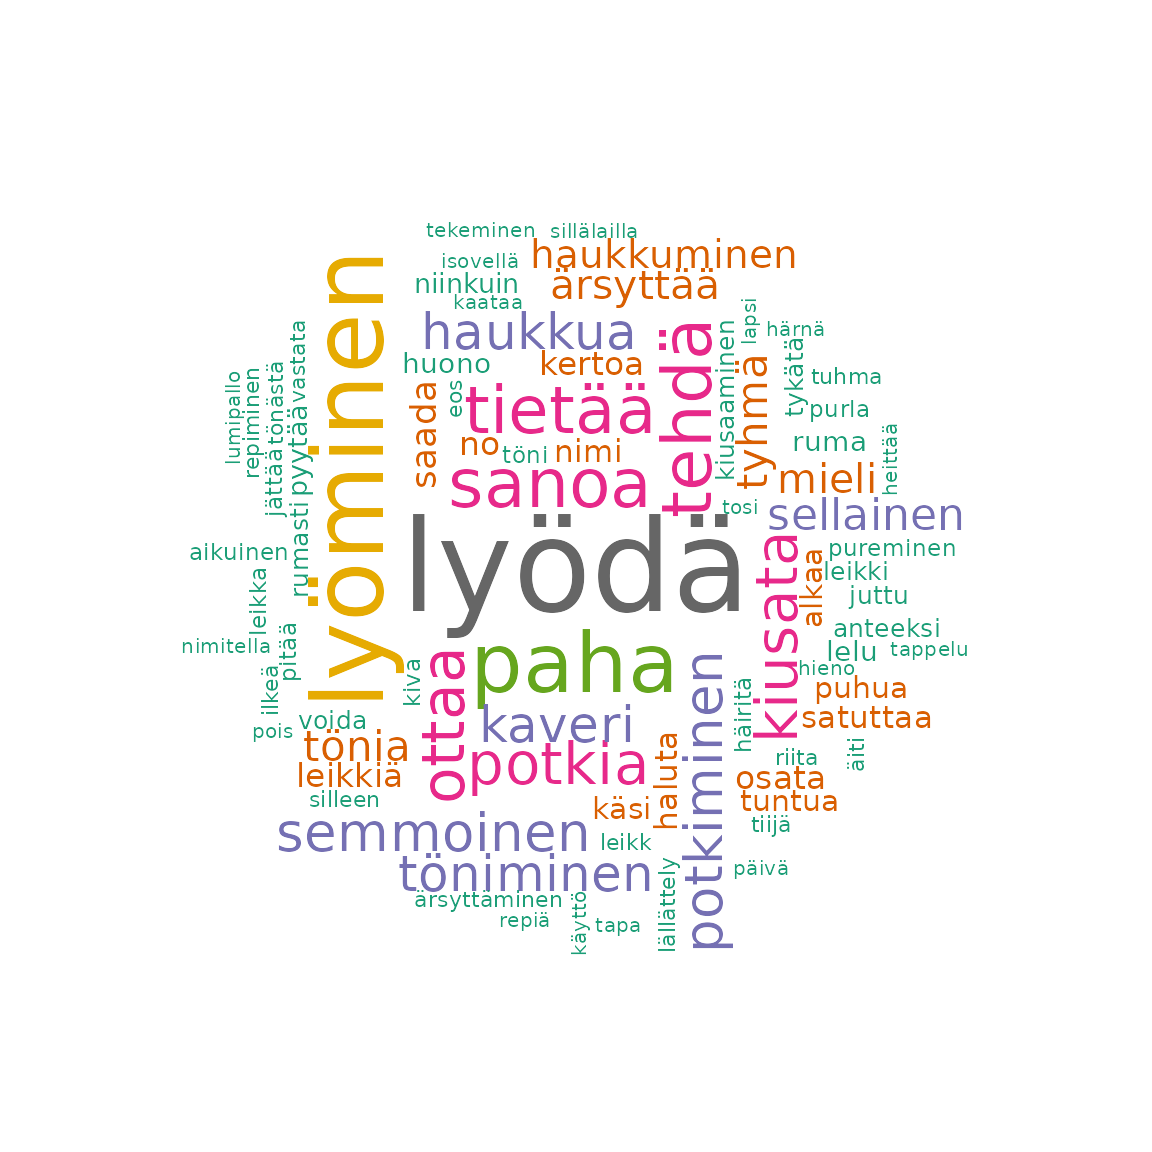 tekeminen
sillälailla
haukkuminen
isovellä
niinkuin
ärsyttää
kaataa
lapsi
haukkua
härnä
tehdä
kiusaaminen
tykätä
vastata
huono
kertoa
tyhmä
tuhma
lumipallo
repiminen
tönästä
eos
tietää
purla
saada
pyytää
no
töni
nimi
ruma
heittää
jättää
lyöminen
sanoa
mieli
tosi
sellainen
rumasti
lyödä
aikuinen
kiusata
alkaa
pureminen
leikki
leikka
juttu
anteeksi
nimitella
pitää
paha
lelu
tappelu
ilkeä
kiva
ottaa
potkiminen
häiritä
hieno
puhua
pois
voida
kaveri
satuttaa
töniä
potkia
haluta
riita
äiti
leikkiä
osata
silleen
käsi
tuntua
semmoinen
leikk
tiijä
töniminen
lällättely
päivä
ärsyttäminen
repiä
käyttö
tapa